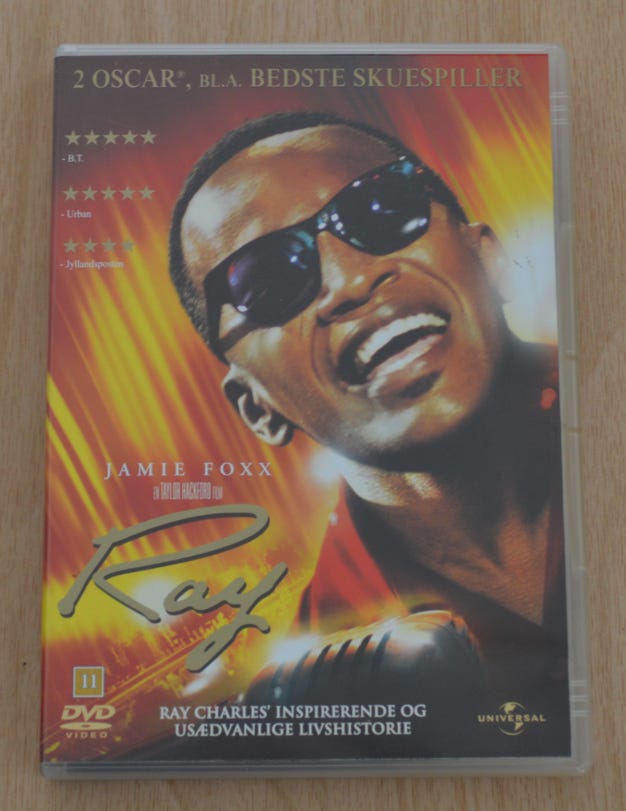 2 OSCAR®, BL.A. BEDSTE SKUESPILLER
- B.T.
- Urban
- Jyllandsposten
JAMIE FOXX
EN TAYLOR HACKFORD FILM
Ray
11
DVD
VIDEO
RAY CHARLES' INSPIRERENDE OG
USÆDVANLIGE LIVSHISTORIE
UNIVERSAL